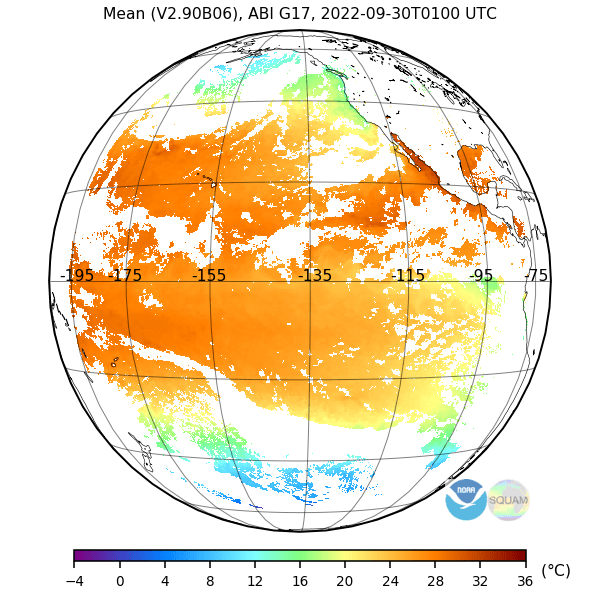 Mean (V2.90B06), ABI G17, 2022-09-30T0100 UTC
-195 -175 -155 -135 -115 -95 -75
NOAA
SQUAM
−4 0 4 8 12 16 20 24 28 32 36 (°C)